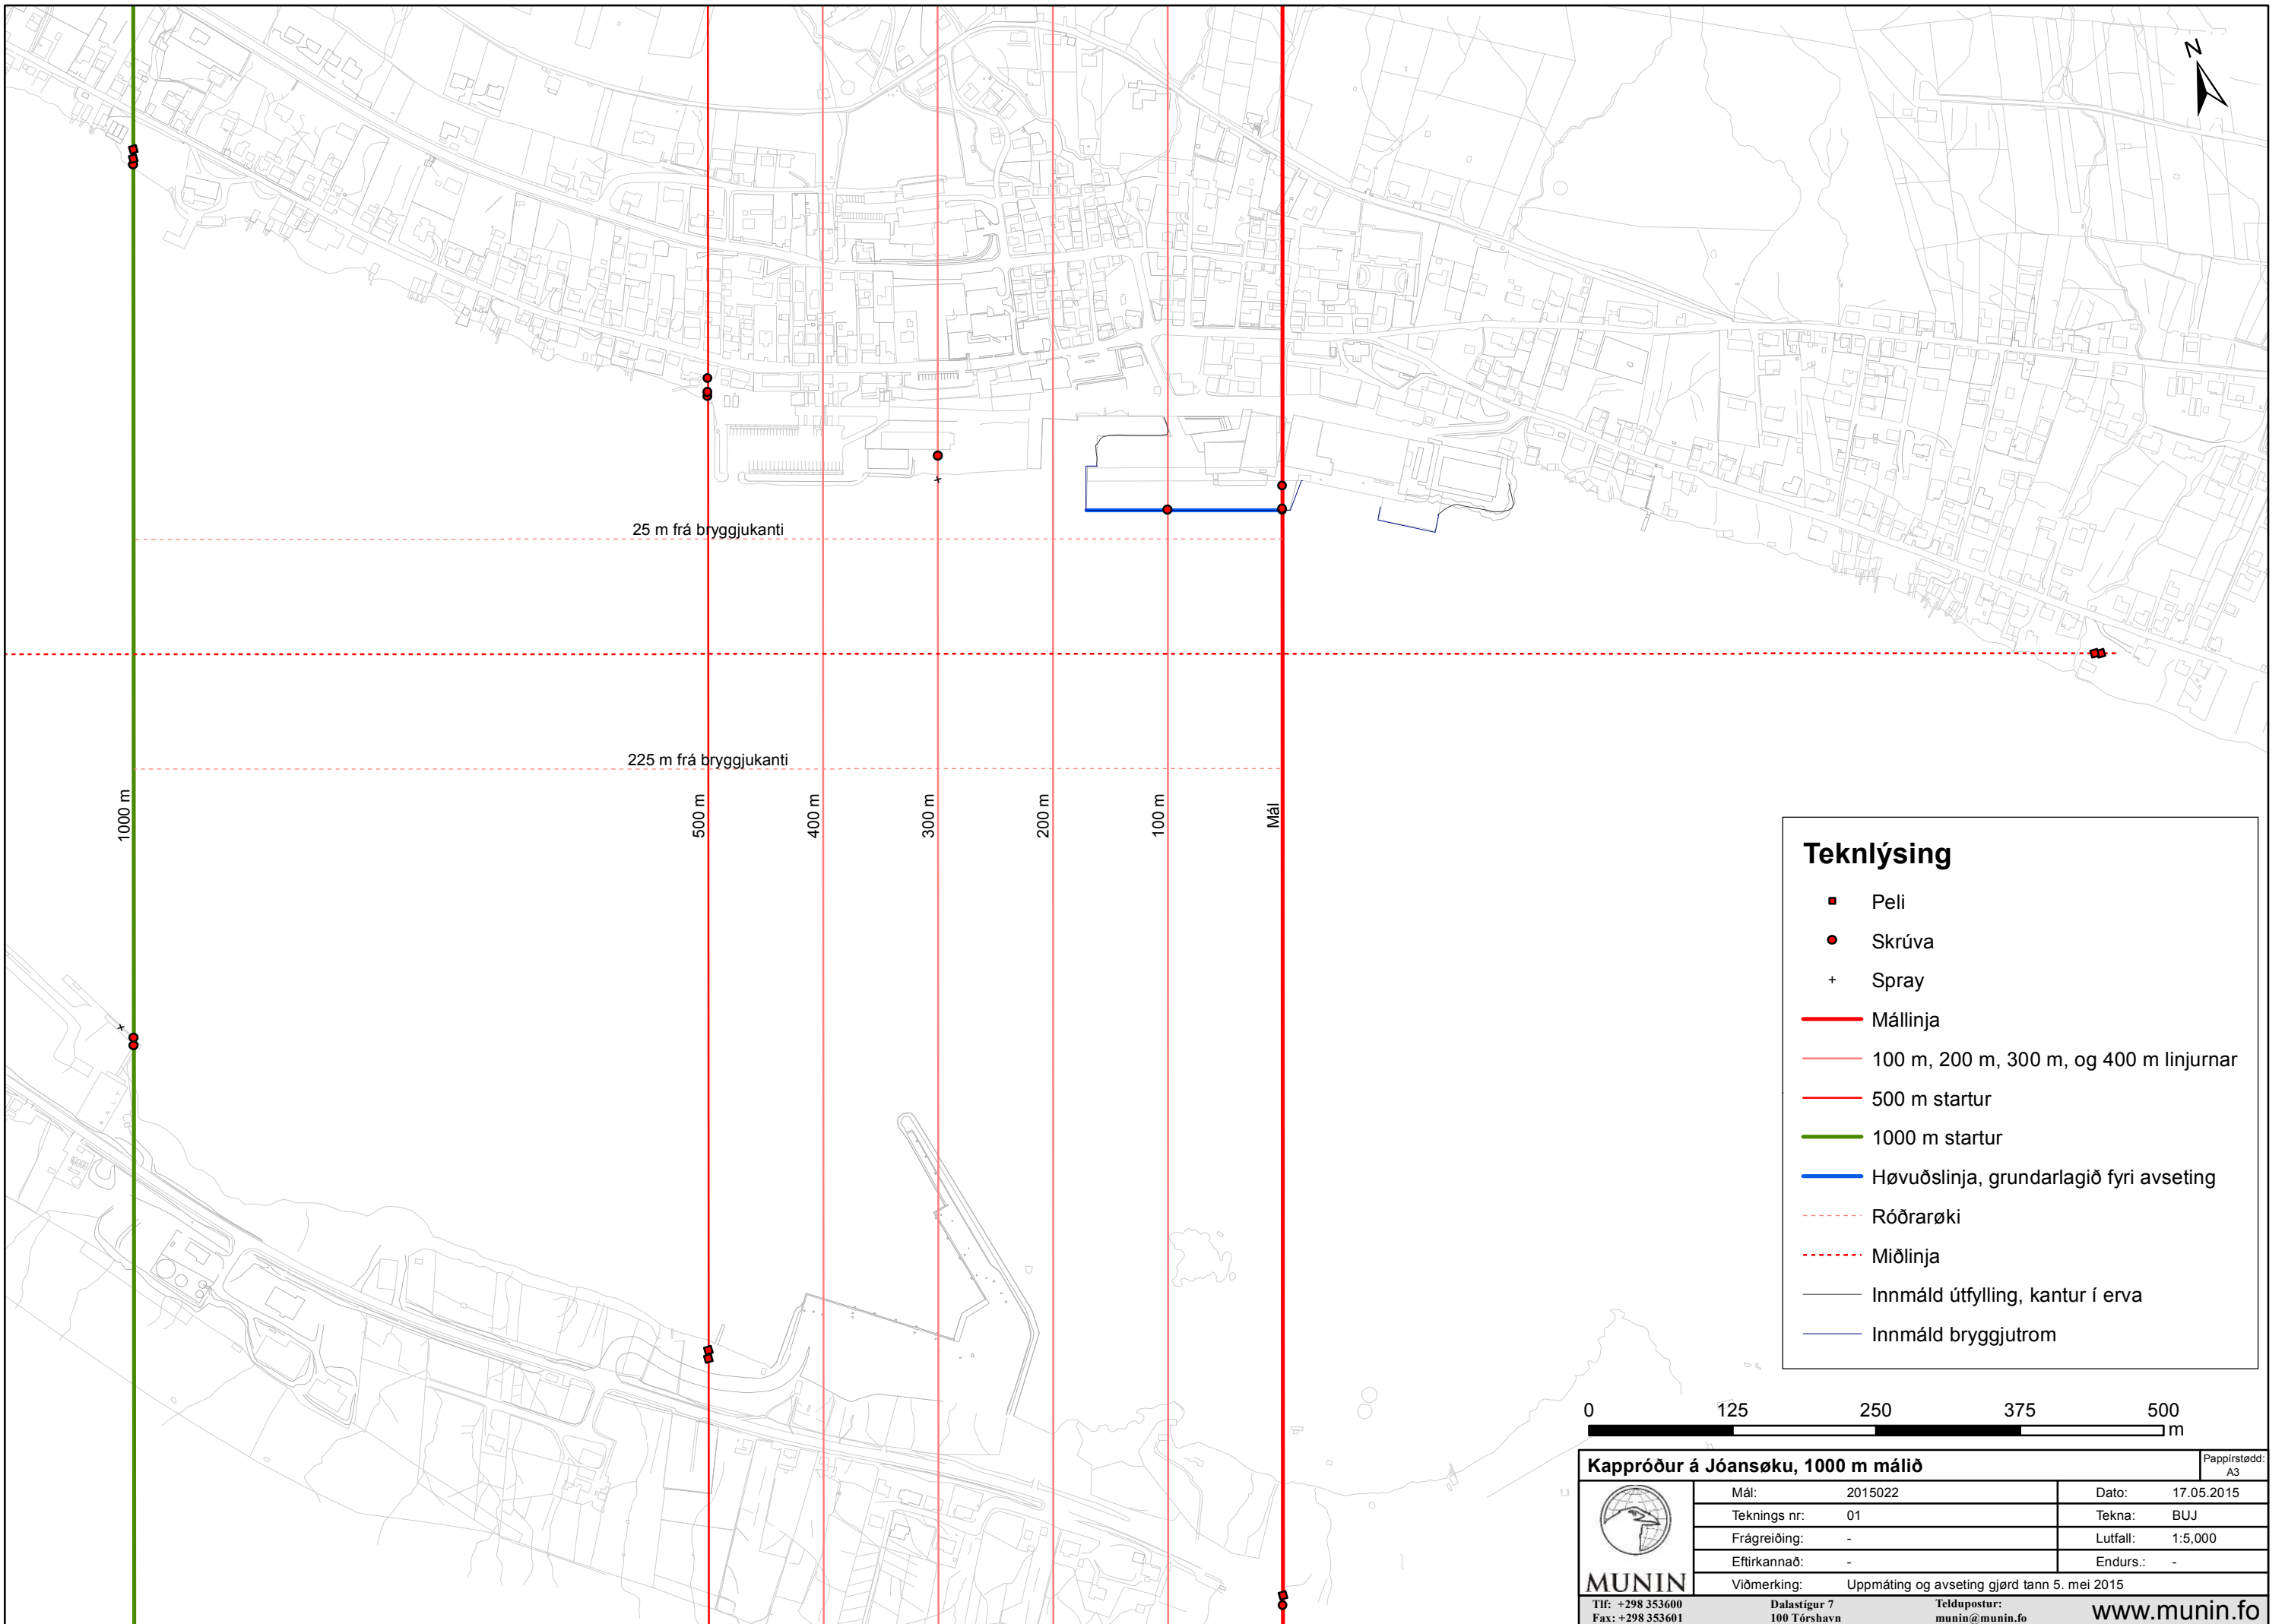 N
25 m frá bryggjukanti
225 m frá bryggjukanti
1000 m
500 m
400 m
300 m
200 m
100 m
Mál
Teknlýsing
Peli
Skrúva
Spray
Mállinja
100 m, 200 m, 300 m, og 400 m linjurnar
500 m startur
1000 m startur
Høvuðslinja, grundarlagið fyri avseting
Róðrarøki
Miðlinja
Innmáld útfylling, kantur í erva
Innmáld bryggjutrom
0 125 250 375 500
m
Kappróður á Jóansøku, 1000 m málið
Pappírstødd:
A3
Mál: 2015022 Dato: 17.05.2015
Teknings nr: 01 Tekna: BUJ
Frágreiðing: - Lutfall: 1:5,000
Eftirkannað: - Endurs.: -
Viðmerking: Uppmáting og avseting gjørd tann 5. mei 2015
MUNIN
Tlf: +298 353600 Dalastígur 7 Teldupostur:
Fax: +298 353601 100 Tórshavn munin@munin.fo
www.munin.fo